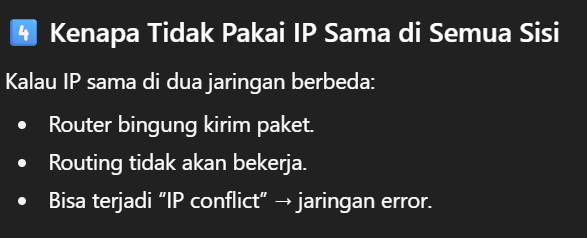 4️⃣ Kenapa Tidak Pakai IP Sama di Semua Sisi
Kalau IP sama di dua jaringan berbeda:
• Router bingung kirim paket.
• Routing tidak akan bekerja.
• Bisa terjadi “IP conflict” → jaringan error.